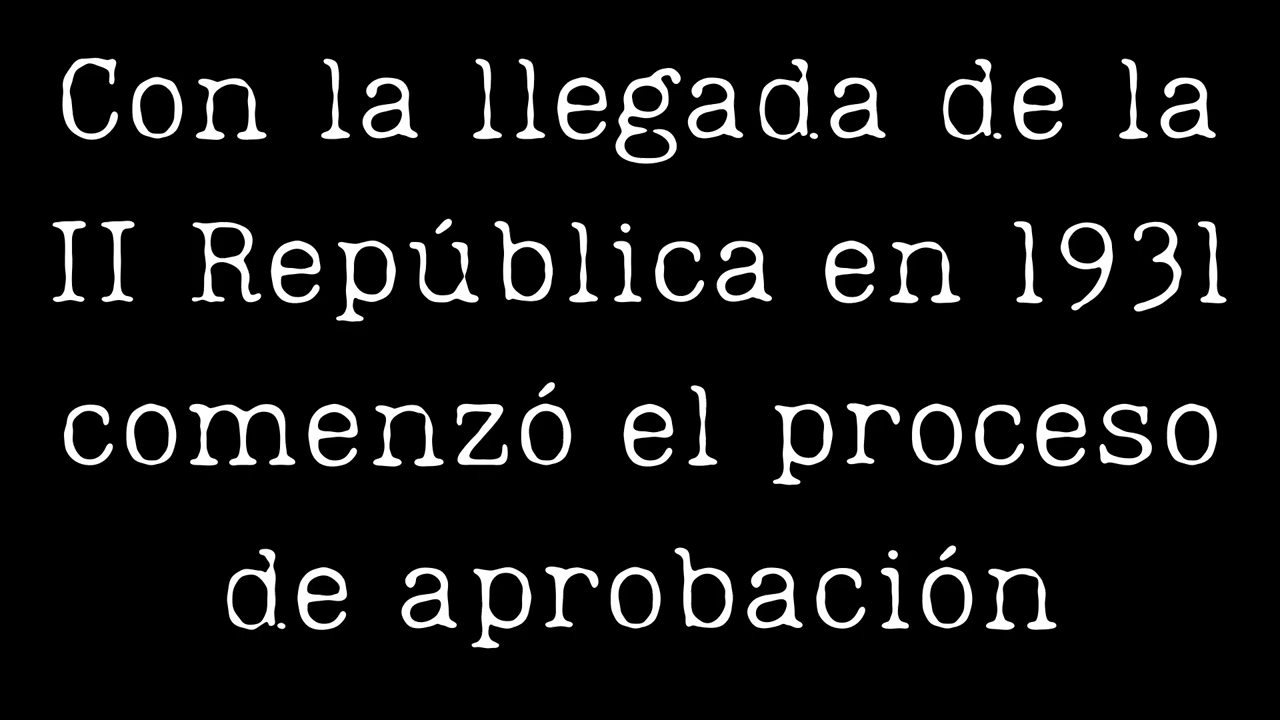 Con la llegada de la
II República en 1931
comenzó el proceso
de aprobación